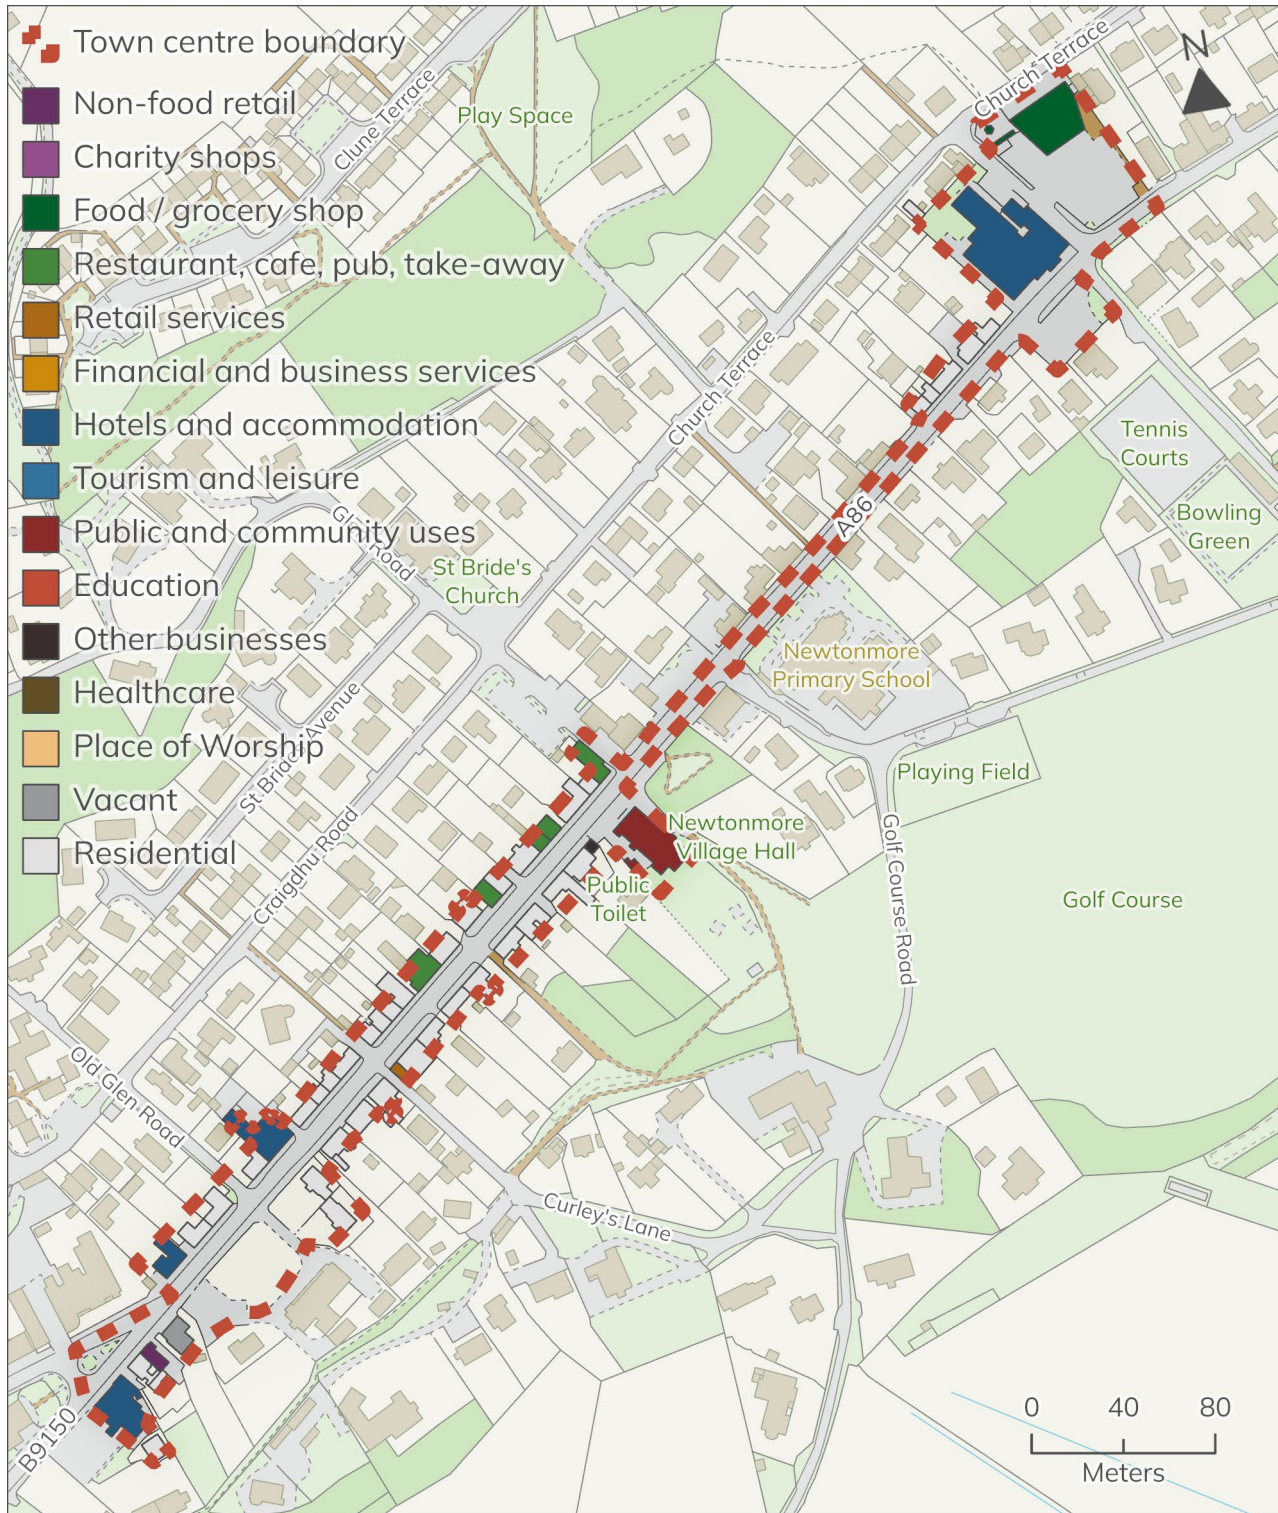 Town centre boundary
Non-food retail
Charity shops
Food / grocery shop
Restaurant, cafe, pub, take-away
Retail services
Financial and business services
Hotels and accommodation
Tourism and leisure
Public and community uses
Education
Other businesses
Healthcare
Place of Worship
Vacant
Residential
Clune Terrace
Play Space
Church Terrace
N
Church Terrace
Tennis
Courts
Bowling
Green
A86
Glen Road
St Bride's
Church
Newtonmore
Primary School
St Bride's Avenue
Playing Field
Craigdhu Road
Newtonmore
Village Hall
Public
Toilet
Golf Course Road
Golf Course
Old Glen Road
Curley's Lane
B9150
0 40 80
Meters